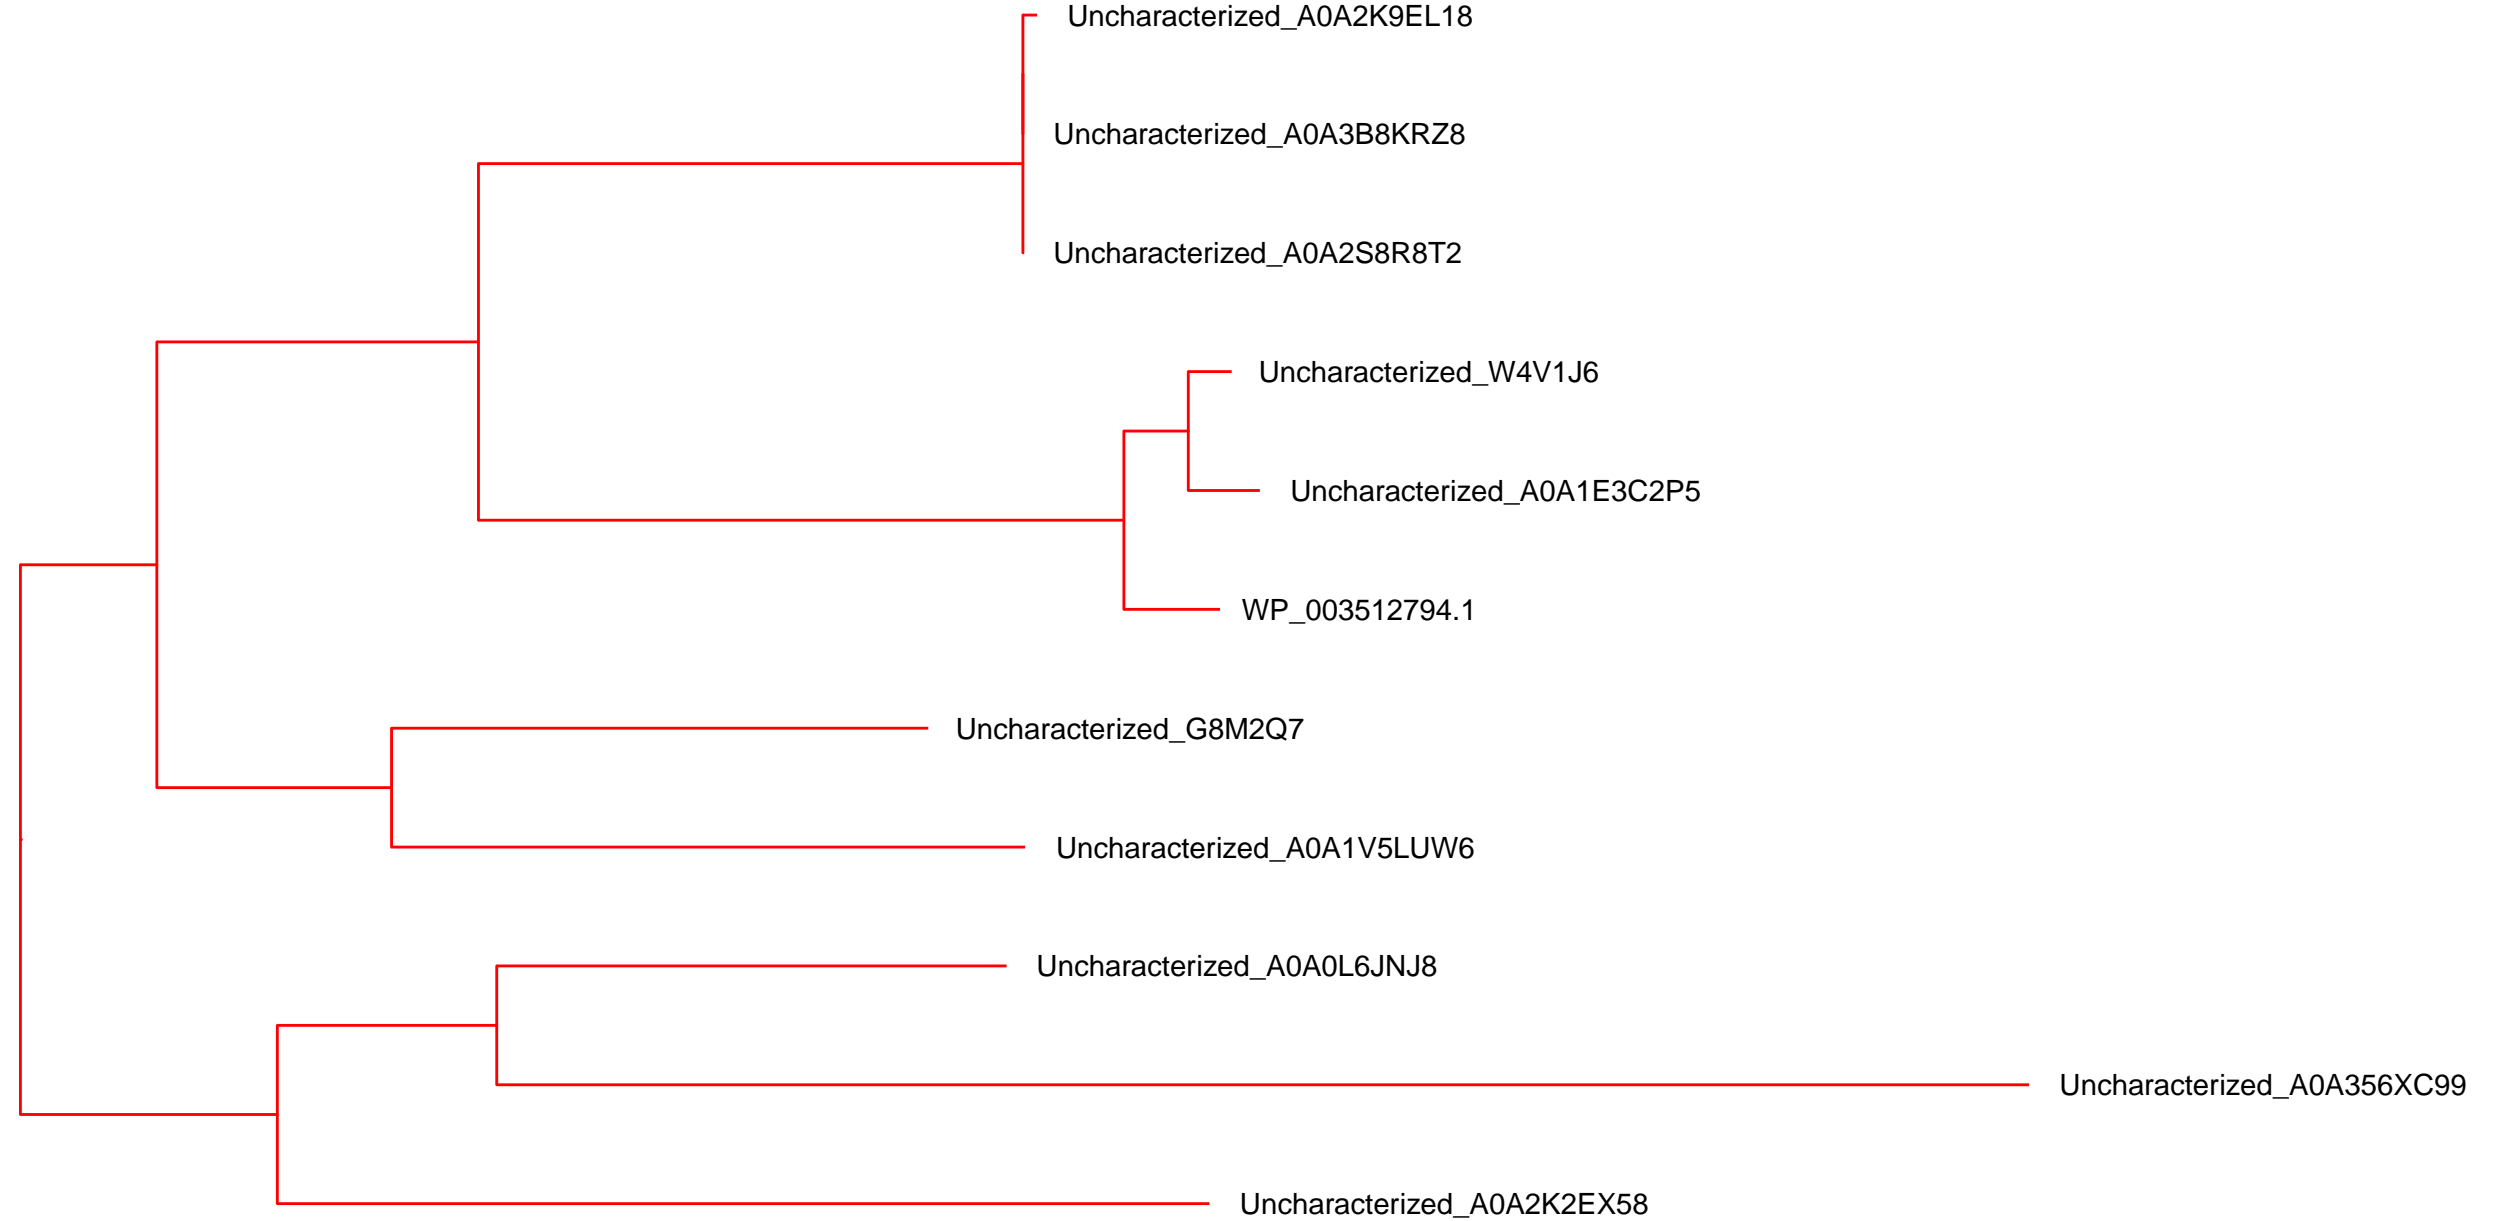 Uncharacterized_A0A2K9EL18
Uncharacterized_A0A3B8KRZ8
Uncharacterized_A0A2S8R8T2
Uncharacterized_W4V1J6
Uncharacterized_A0A1E3C2P5
WP_003512794.1
Uncharacterized_G8M2Q7
Uncharacterized_A0A1V5LUW6
Uncharacterized_A0A0L6JNJ8
Uncharacterized_A0A356XC99
Uncharacterized_A0A2K2EX58